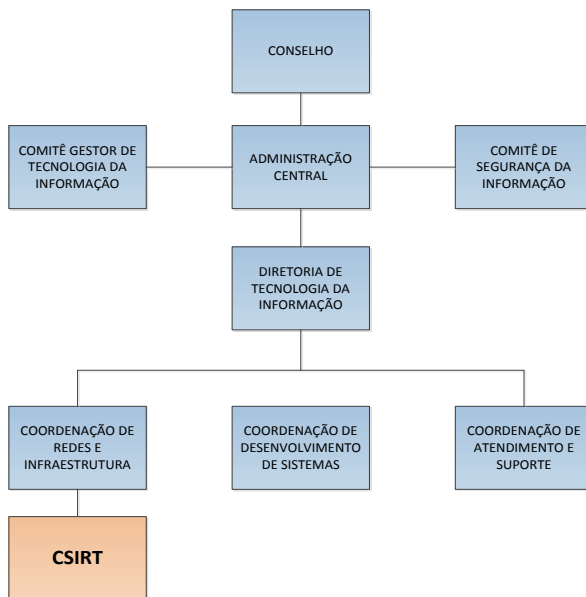 CONSELHO
COMITÊ GESTOR DE
TECNOLOGIA DA
INFORMAÇÃO
ADMINISTRAÇÃO
CENTRAL
COMITÊ DE
SEGURANÇA DA
INFORMAÇÃO
DIRETORIA DE
TECNOLOGIA DA
INFORMAÇÃO
COORDENAÇÃO DE
REDES E
INFRAESTRUTURA
COORDENAÇÃO DE
DESENVOLVIMENTO
DE SISTEMAS
COORDENAÇÃO DE
ATENDIMENTO E
SUPORTE
CSIRT